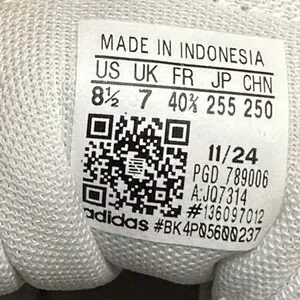 MADE IN INDONESIA
US UK FR JP CHN
8½ 7 40⅔ 255 250
11/24
PGD 789006
A:JQ7314
#136097012
adidas #BK4P05600237